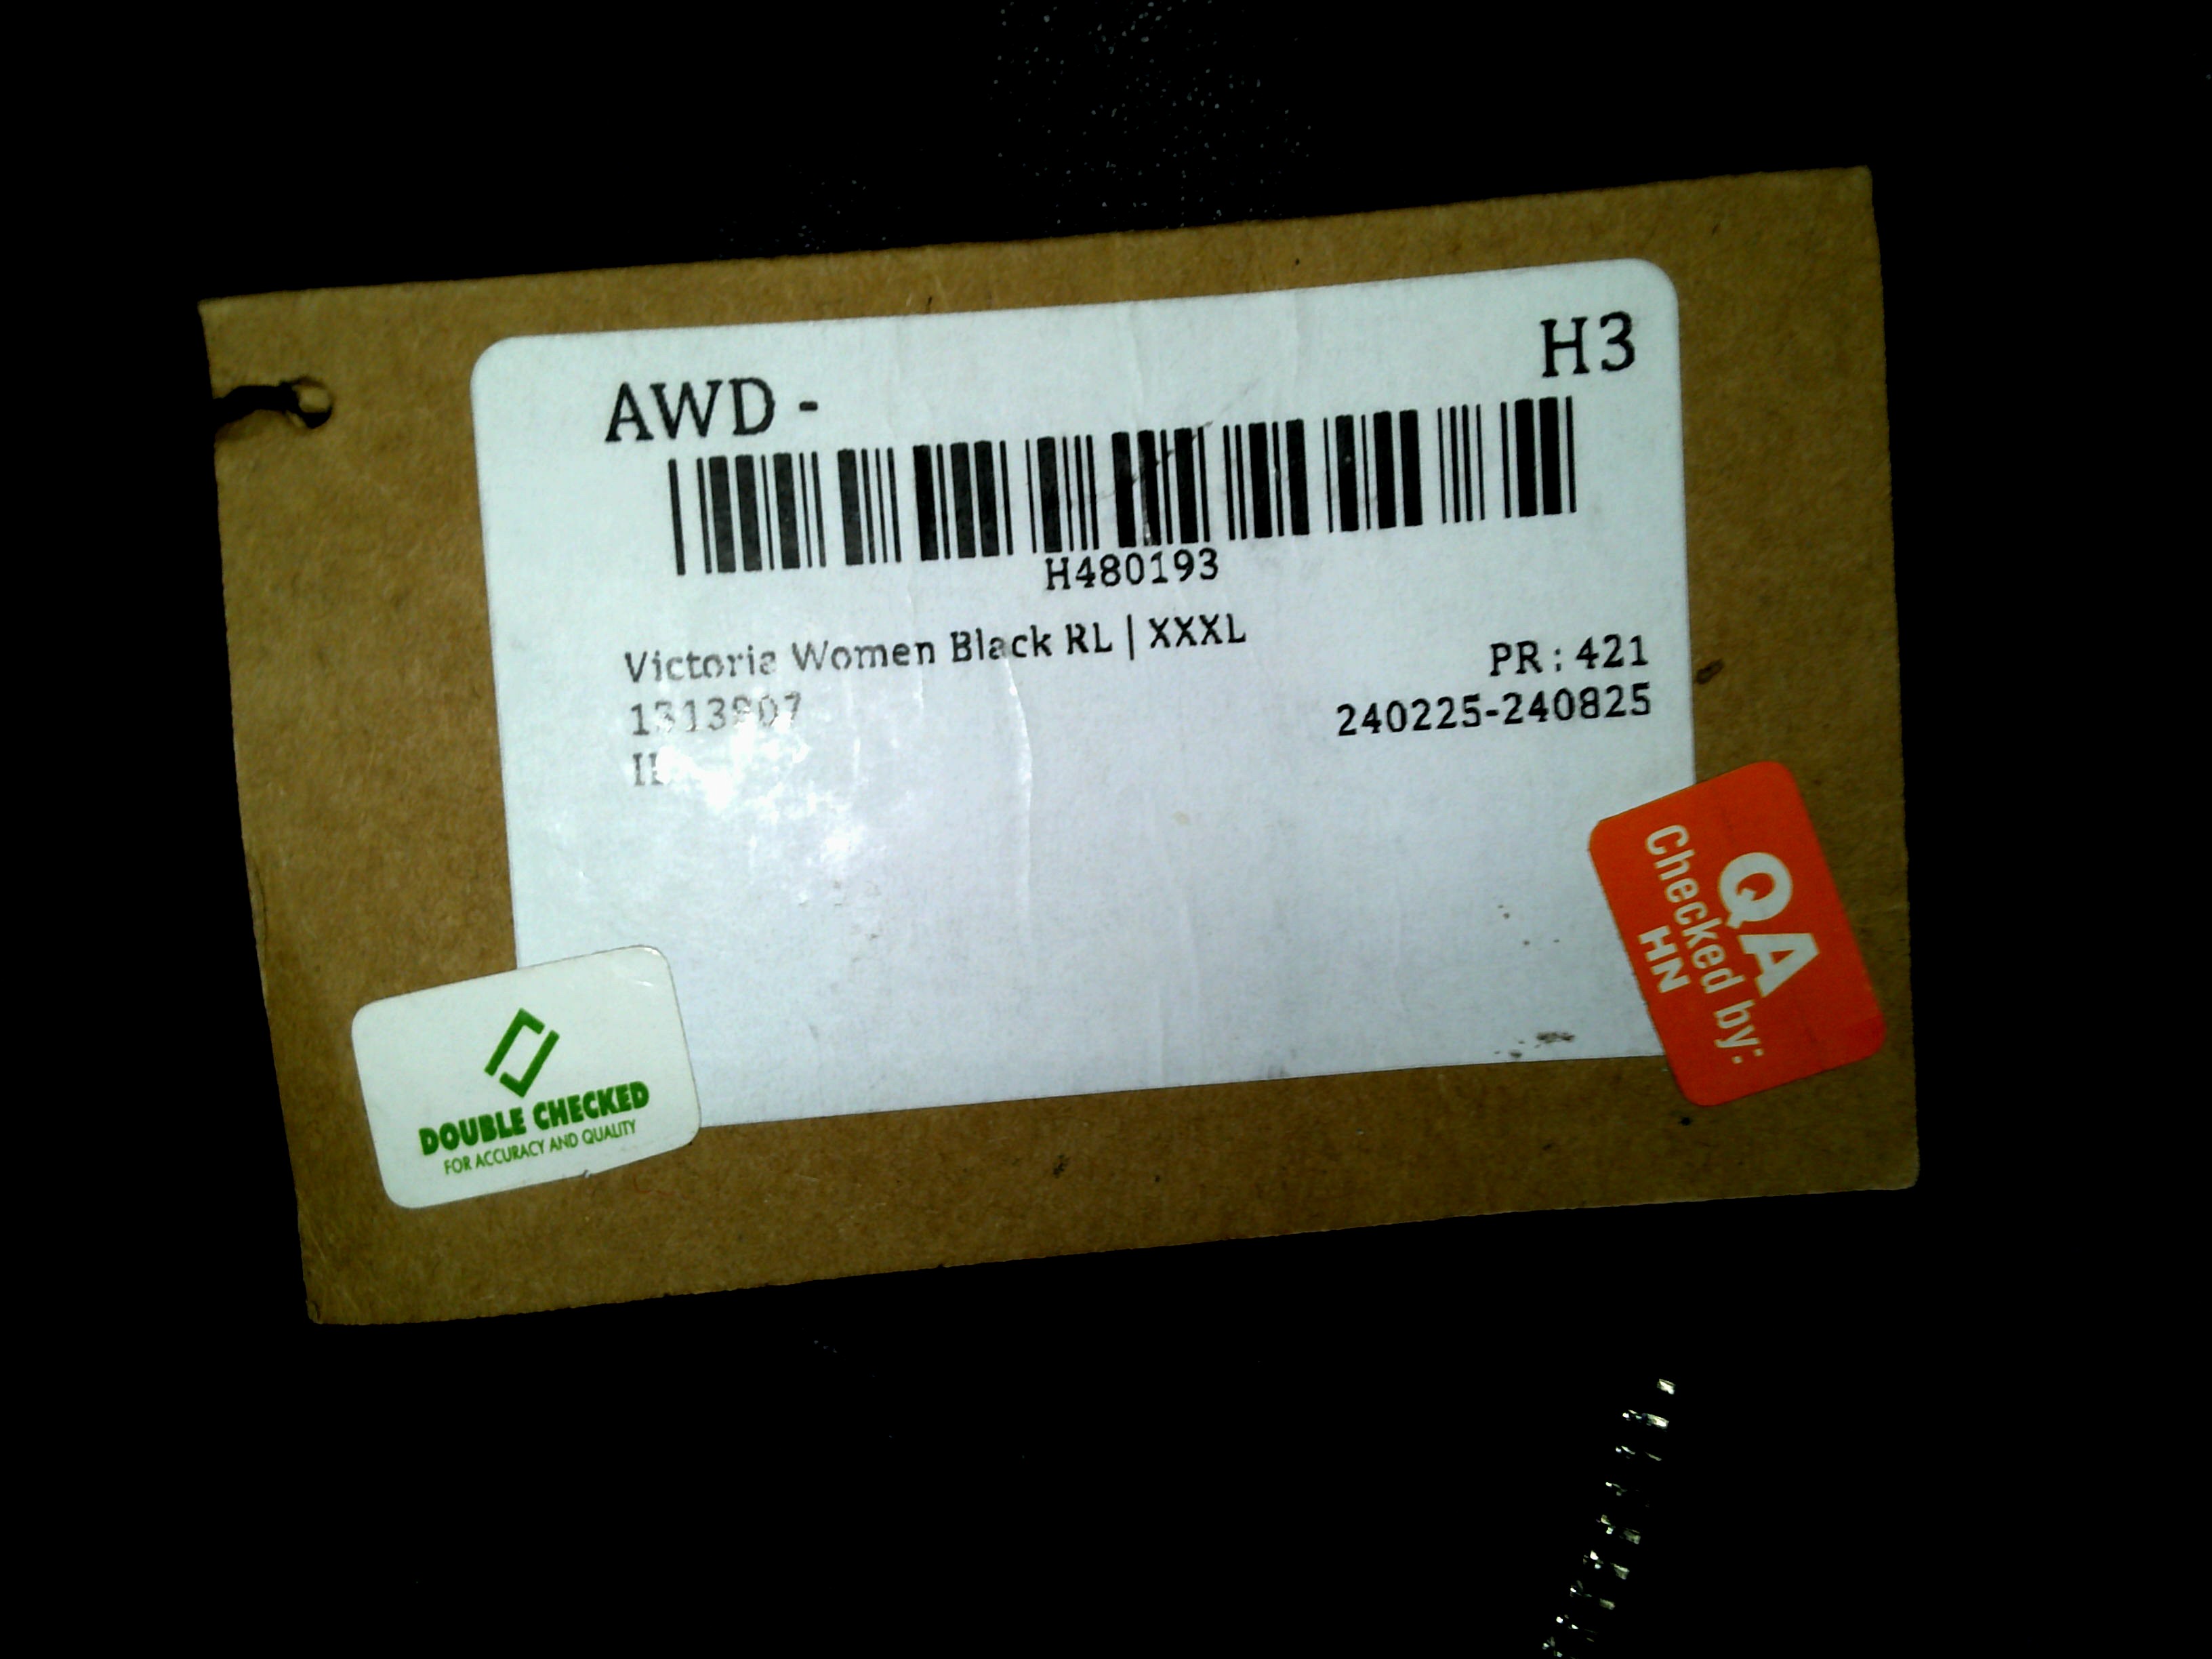 H3
AWD -
H480193
Victoria Women Black RL | XXXL
PR : 421
240225-240825
QA
Checked by:
HN
DOUBLE CHECKED
FOR ACCURACY AND QUALITY